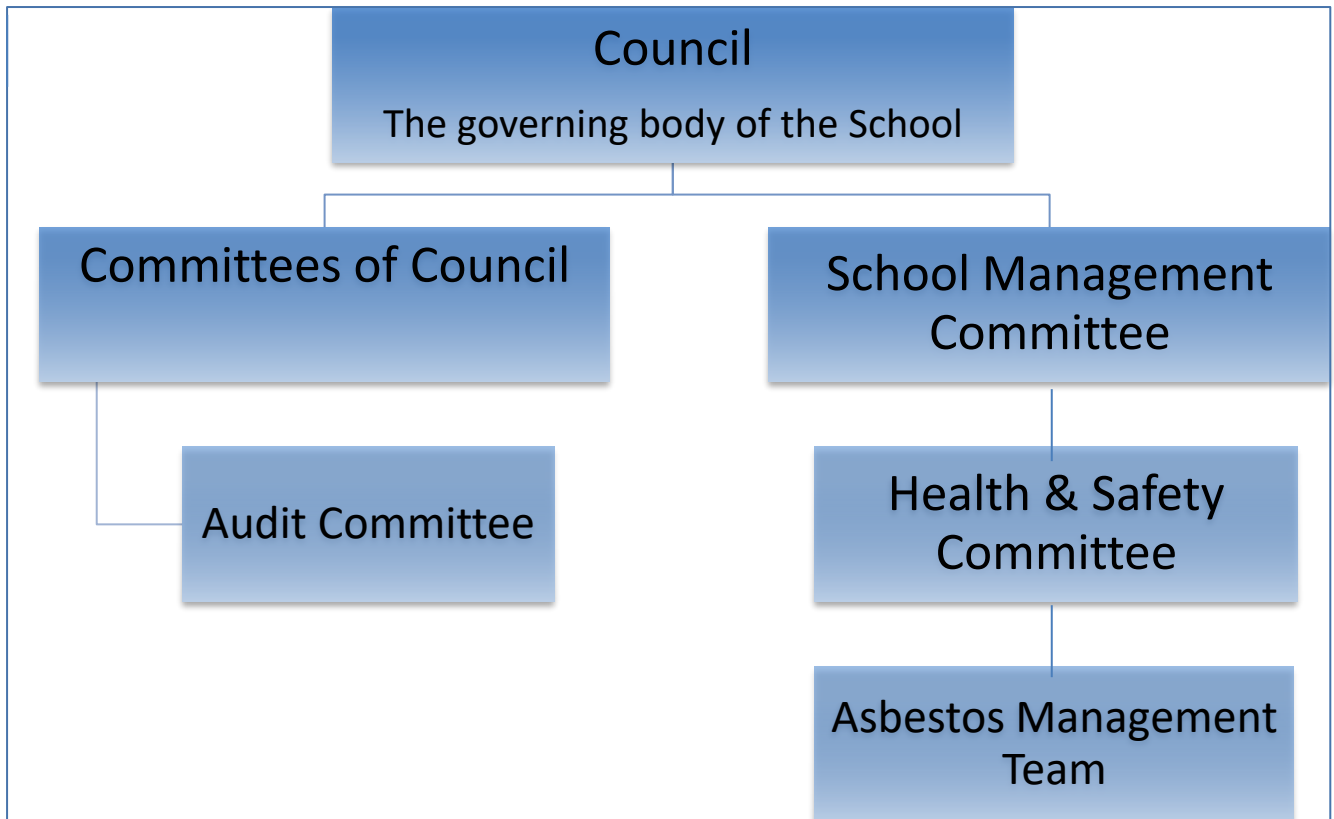 Council
The governing body of the School
Committees of Council
School Management
Committee
Audit Committee
Health & Safety
Committee
Asbestos Management
Team